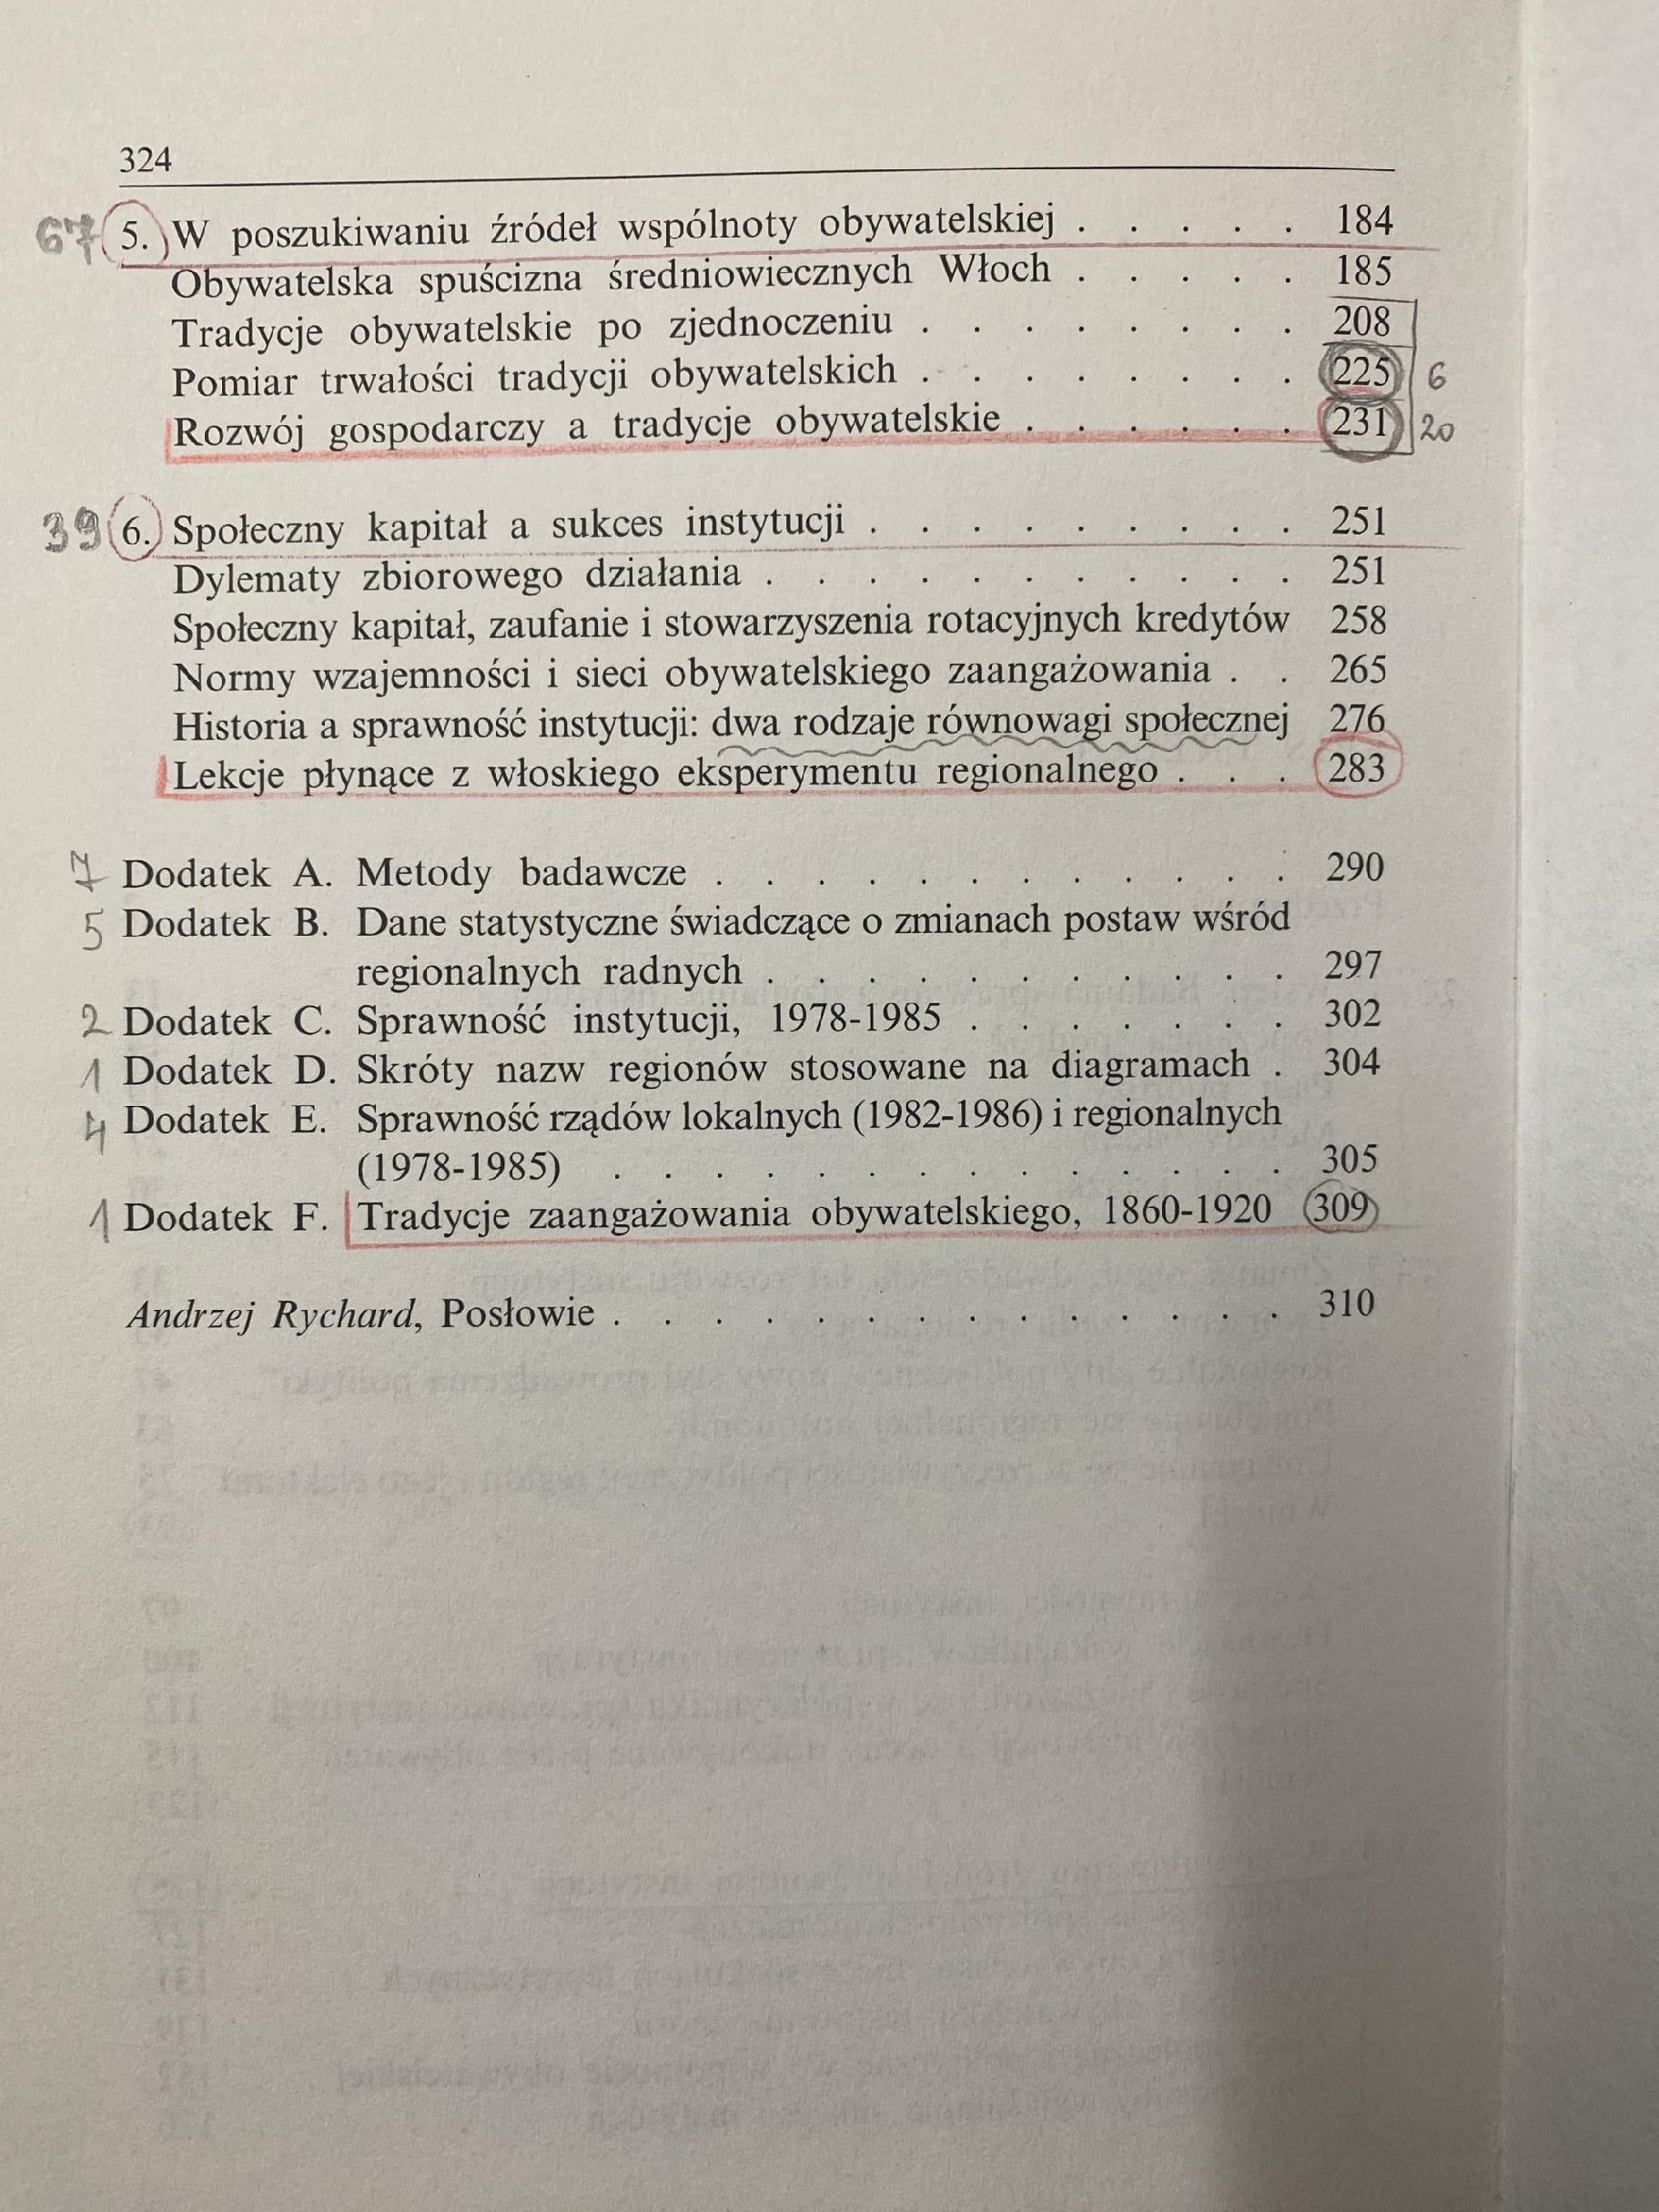 324
67 5. W poszukiwaniu źródeł wspólnoty obywatelskiej . . . . . 184
Obywatelska spuścizna średniowiecznych Włoch . . . . . 185
Tradycje obywatelskie po zjednoczeniu . . . . . . . . 208
Pomiar trwałości tradycji obywatelskich . . . . . . . . 225 6
Rozwój gospodarczy a tradycje obywatelskie . . . . . . 231 20
39 6. Społeczny kapitał a sukces instytucji . . . . . . . . . 251
Dylematy zbiorowego działania . . . . . . . . . . . 251
Społeczny kapitał, zaufanie i stowarzyszenia rotacyjnych kredytów 258
Normy wzajemności i sieci obywatelskiego zaangażowania . . 265
Historia a sprawność instytucji: dwa rodzaje równowagi społecznej 276
Lekcje płynące z włoskiego eksperymentu regionalnego . . . 283
7 Dodatek A. Metody badawcze . . . . . . . . . . . . 290
5 Dodatek B. Dane statystyczne świadczące o zmianach postaw wśród
regionalnych radnych . . . . . . . . . . . 297
2 Dodatek C. Sprawność instytucji, 1978-1985 . . . . . . . 302
1 Dodatek D. Skróty nazw regionów stosowane na diagramach . 304
4 Dodatek E. Sprawność rządów lokalnych (1982-1986) i regionalnych
(1978-1985) . . . . . . . . . . . . . . 305
1 Dodatek F. Tradycje zaangażowania obywatelskiego, 1860-1920 309
Andrzej Rychard, Posłowie . . . . . . . . . . . . . . 310